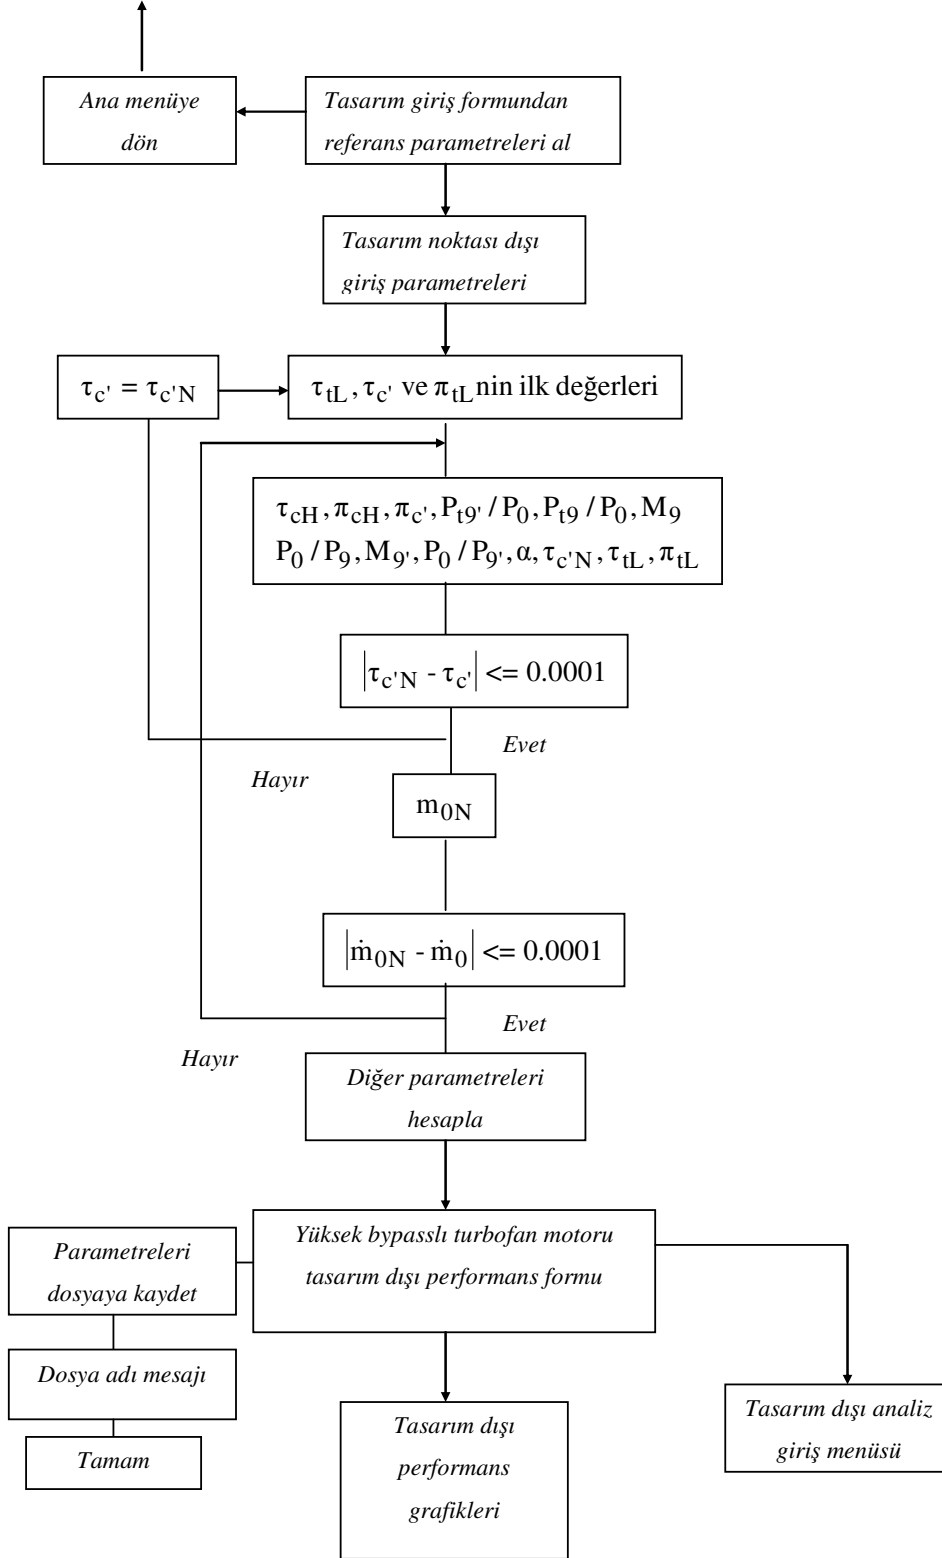 Ana menüye
dön
Tasarım giriş formundan
referans parametreleri al
Tasarım noktası dışı
giriş parametreleri
τc' = τc'N
τtL, τc' ve πtL nin ilk değerleri
τcH, πcH, πc', Pt9' / P0, Pt9 / P0, M9
P0 / P9, M9', P0 / P9', α, τc'N, τtL, πtL
|τc'N - τc'| <= 0.0001
Evet
Hayır
m0N
|ṁ0N - ṁ0| <= 0.0001
Evet
Hayır
Diğer parametreleri
hesapla
Yüksek bypasslı turbofan motoru
tasarım dışı performans formu
Parametreleri
dosyaya kaydet
Dosya adı mesajı
Tamam
Tasarım dışı
performans
grafikleri
Tasarım dışı analiz
giriş menüsü